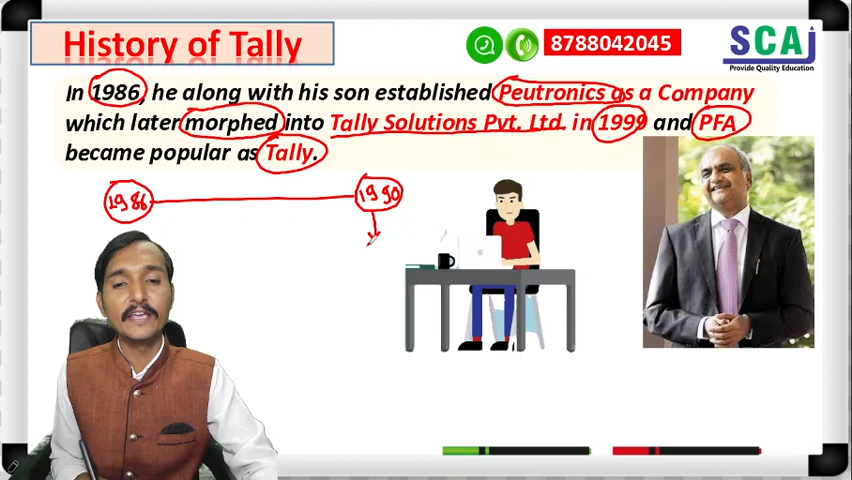 History of Tally
8788042045
SCAI
Provide Quality Education
In 1986, he along with his son established Peutronics as a Company
which later morphed into Tally Solutions Pvt. Ltd. in 1999 and PFA
became popular as Tally.
1986
1990